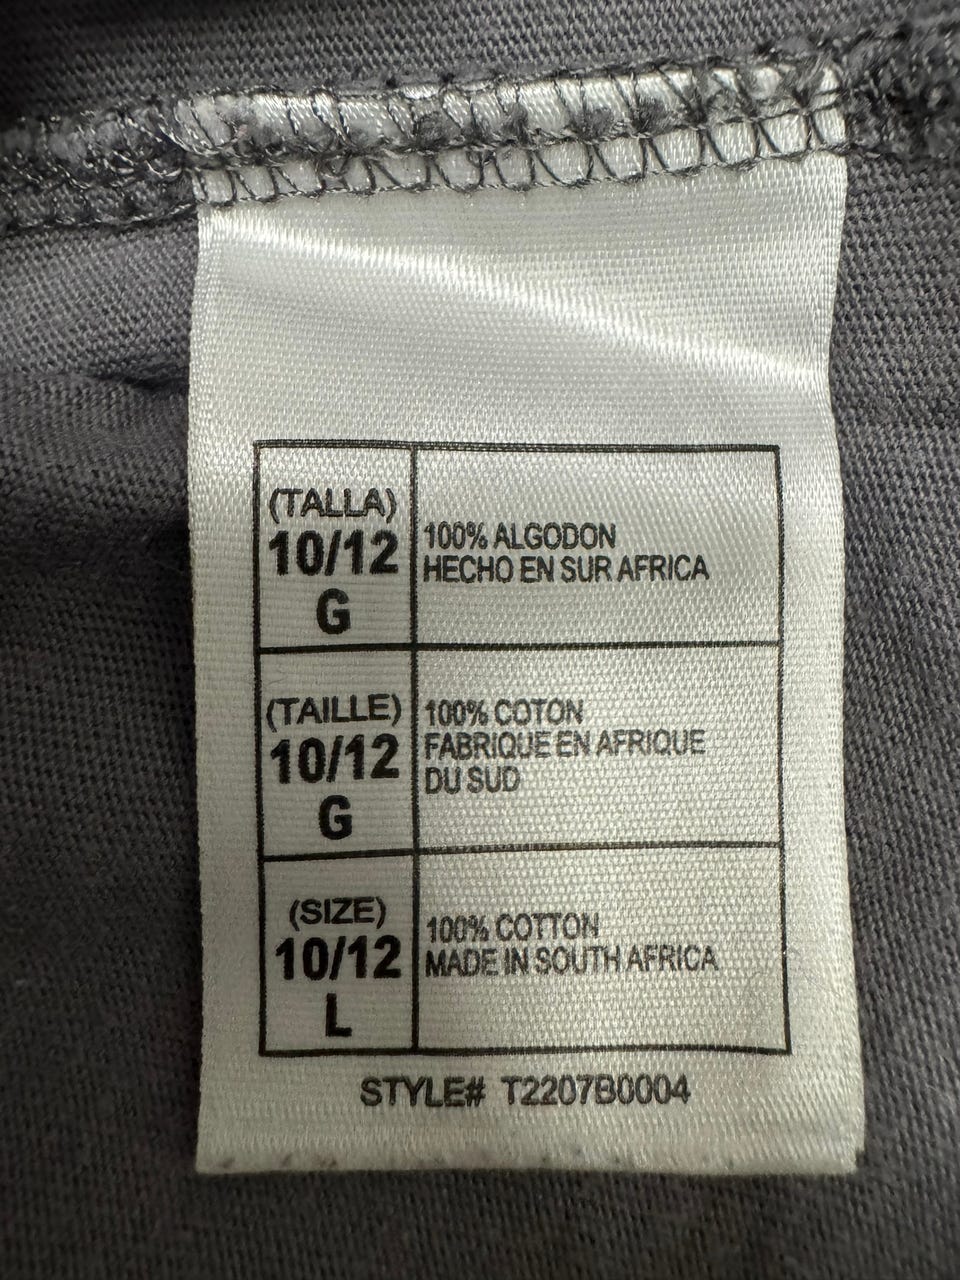 (TALLA)
10/12
G
100% ALGODON
HECHO EN SUR AFRICA
(TAILLE)
10/12
G
100% COTON
FABRIQUE EN AFRIQUE
DU SUD
(SIZE)
10/12
L
100% COTTON
MADE IN SOUTH AFRICA
STYLE# T2207B0004